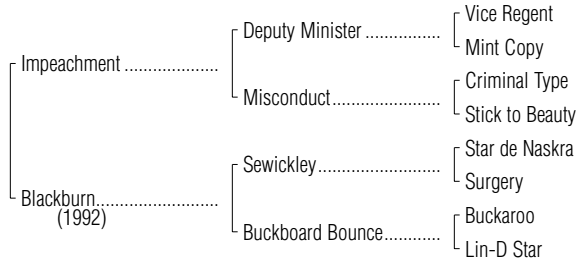 Vice Regent
Deputy Minister ..................
Mint Copy
Impeachment ......................
Criminal Type
Misconduct.........................
Stick to Beauty
Star de Naskra
Sewickley............................
Surgery
Blackburn............................
(1992)
Buckaroo
Buckboard Bounce.............
Lin-D Star